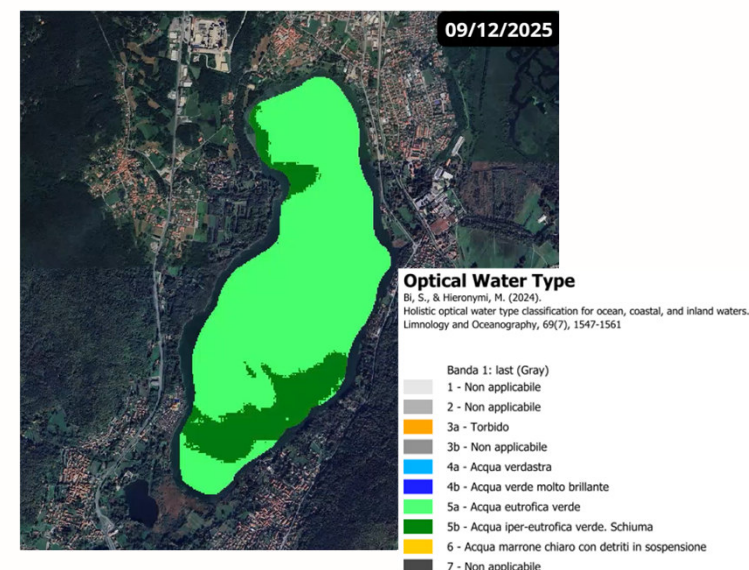 09/12/2025
Optical Water Type
Bi, S., & Hieronymi, M. (2024).
Holistic optical water type classification for ocean, coastal, and inland waters.
Limnology and Oceanography, 69(7), 1547-1561
Banda 1: last (Gray)
1 - Non applicabile
2 - Non applicabile
3a - Torbido
3b - Non applicabile
4a - Acqua verdastra
4b - Acqua verde molto brillante
5a - Acqua eutrofica verde
5b - Acqua iper-eutrofica verde. Schiuma
6 - Acqua marrone chiaro con detriti in sospensione
7 - Non applicabile